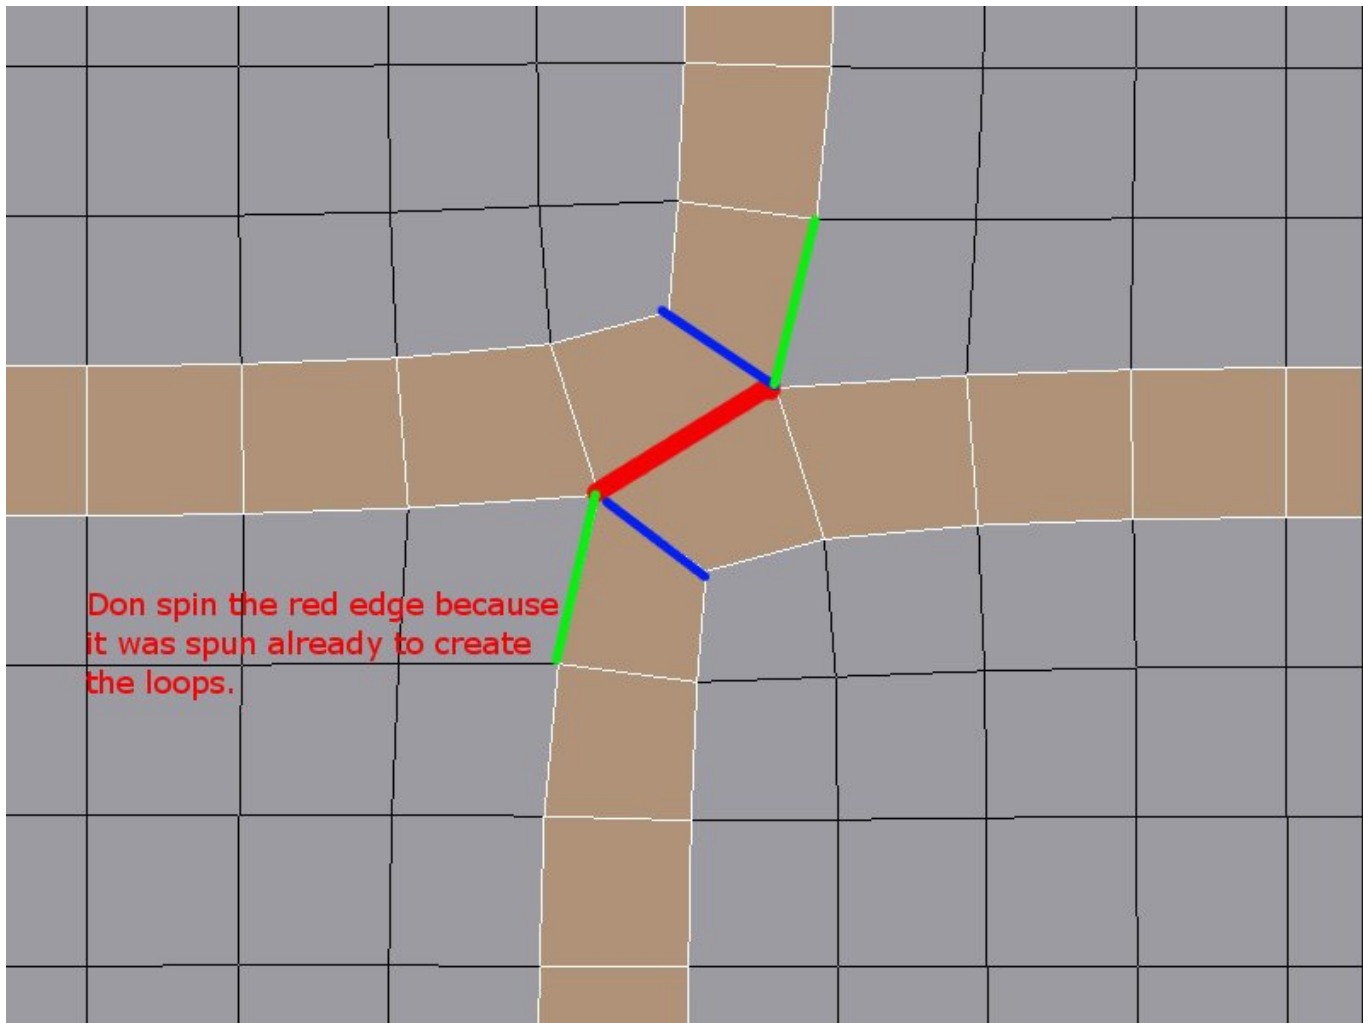 Don spin the red edge because
it was spun already to create
the loops.